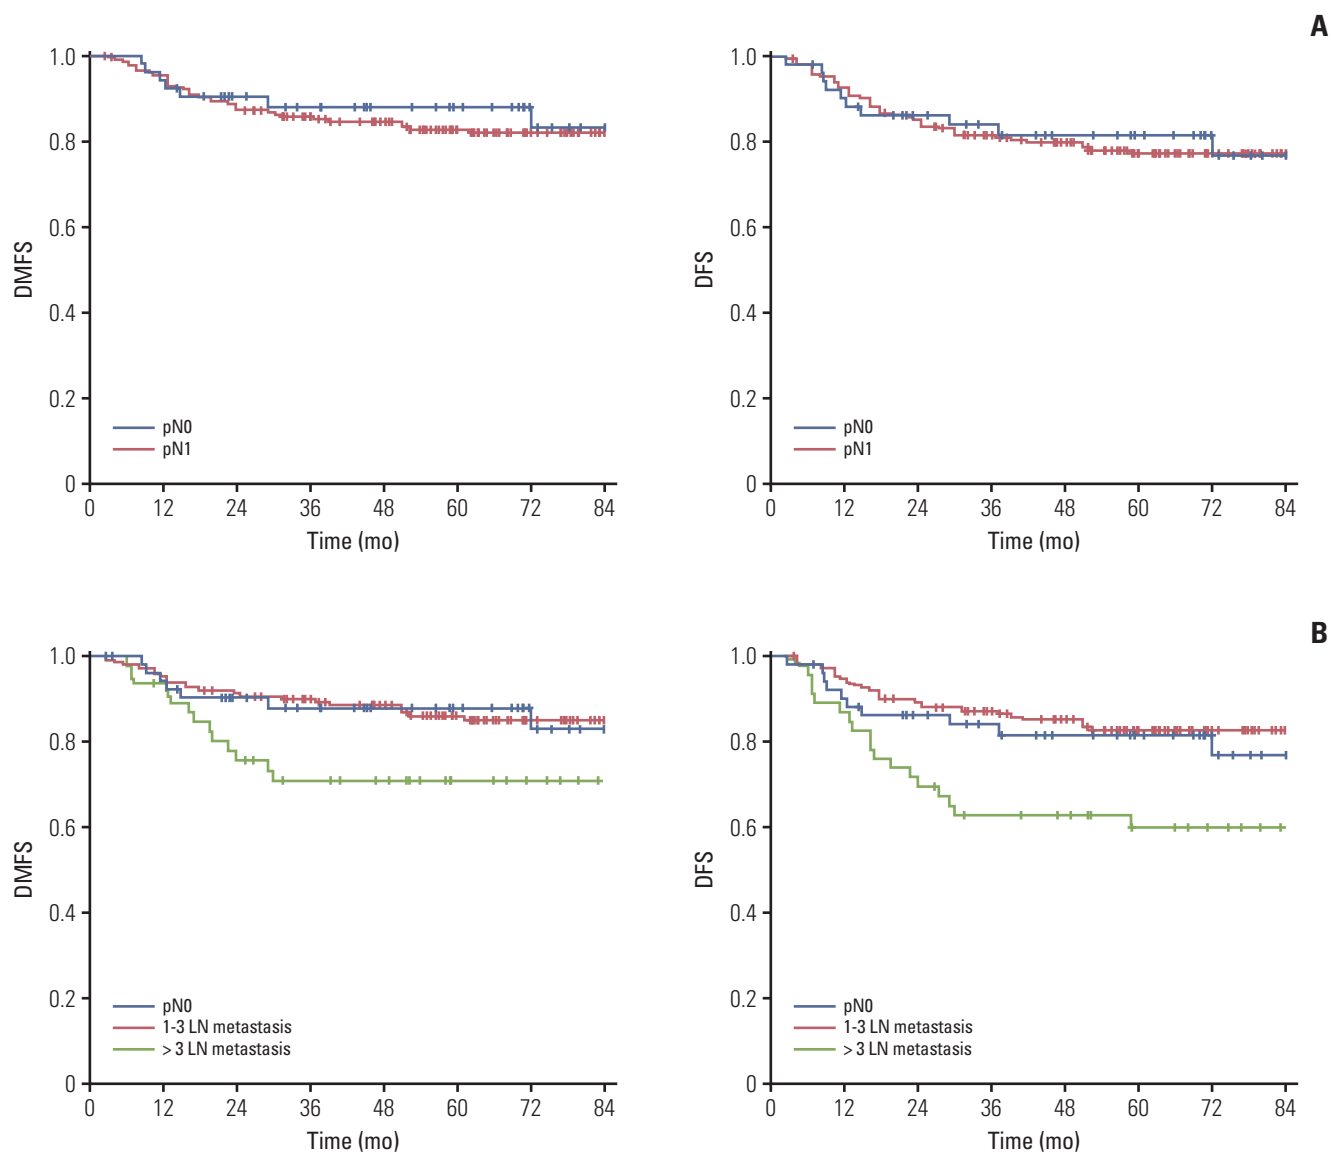 A
1.0
0.8
0.6
0.4
0.2
0
DMFS
pN0
pN1
0 12 24 36 48 60 72 84
Time (mo)
1.0
0.8
0.6
0.4
0.2
0
DFS
pN0
pN1
0 12 24 36 48 60 72 84
Time (mo)
B
1.0
0.8
0.6
0.4
0.2
0
DMFS
pN0
1-3 LN metastasis
> 3 LN metastasis
0 12 24 36 48 60 72 84
Time (mo)
1.0
0.8
0.6
0.4
0.2
0
DFS
pN0
1-3 LN metastasis
> 3 LN metastasis
0 12 24 36 48 60 72 84
Time (mo)